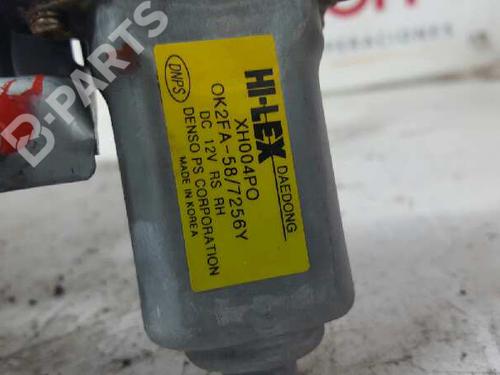 HI-LEX DAEDONG
XH004PO
OK2FA-58/7256Y
DC 12V RS RH
DENSO PS CORPORATION
MADE IN KOREA
DNPS
B-PARTS